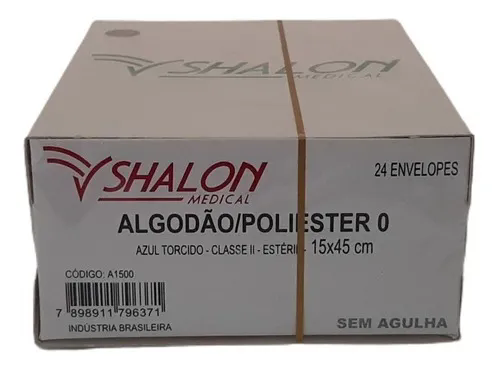 SHALON
MEDICAL
SHALON
MEDICAL
24 ENVELOPES
ALGODÃO/POLIESTER 0
AZUL TORCIDO - CLASSE II - ESTÉRIL - 15x45 cm
CÓDIGO: A1500
7 898911 796371
INDÚSTRIA BRASILEIRA
SEM AGULHA